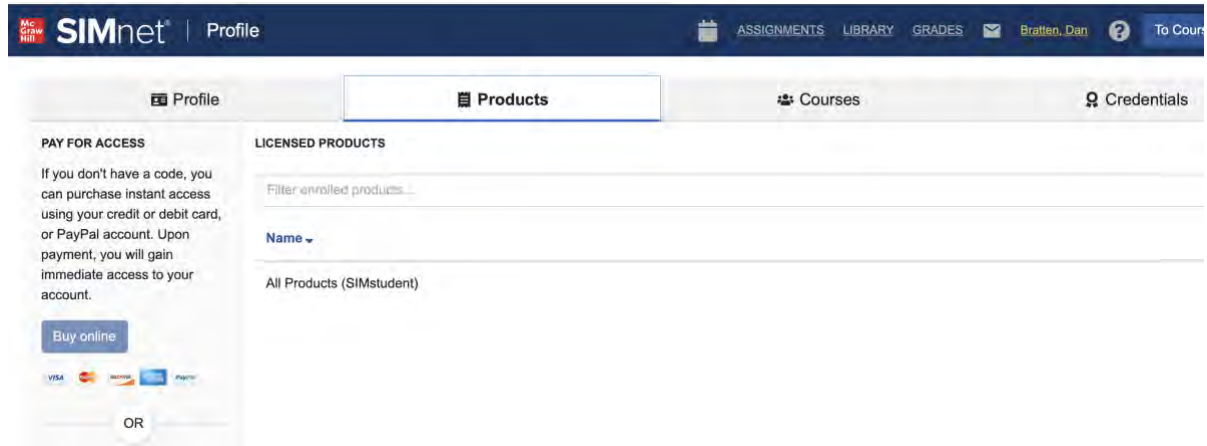 Mc Graw Hill SIMnet® | Profile ASSIGNMENTS LIBRARY GRADES Bratten, Dan ? To Cours
Profile Products Courses Credentials
PAY FOR ACCESS
If you don't have a code, you
can purchase instant access
using your credit or debit card,
or PayPal account. Upon
payment, you will gain
immediate access to your
account.
Buy online
VISA
OR
LICENSED PRODUCTS
Filter enrolled products...
Name
All Products (SIMstudent)